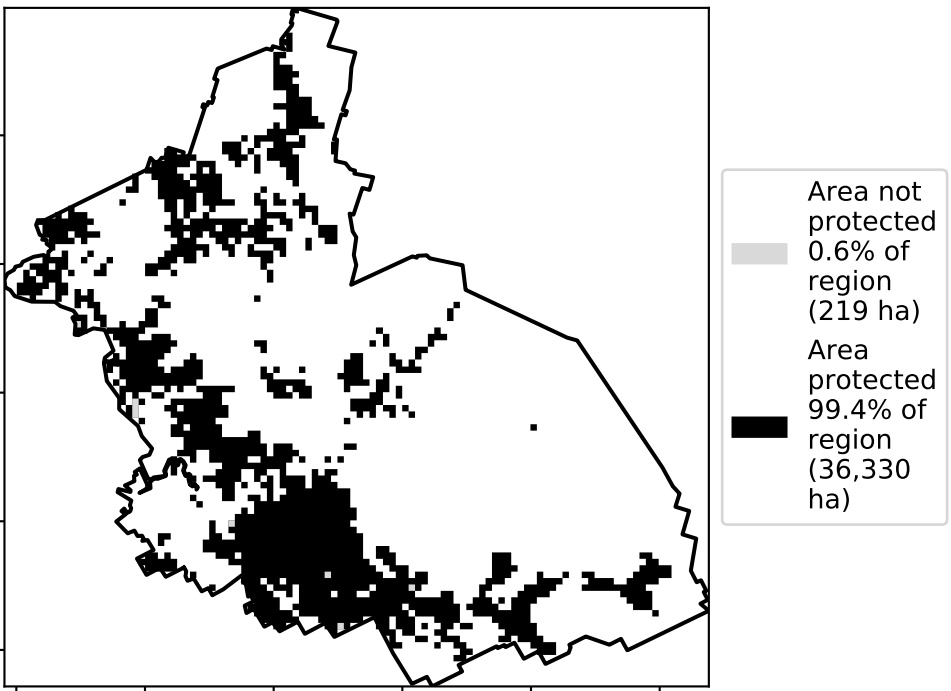 Area not
protected
0.6% of
region
(219 ha)
Area
protected
99.4% of
region
(36,330
ha)